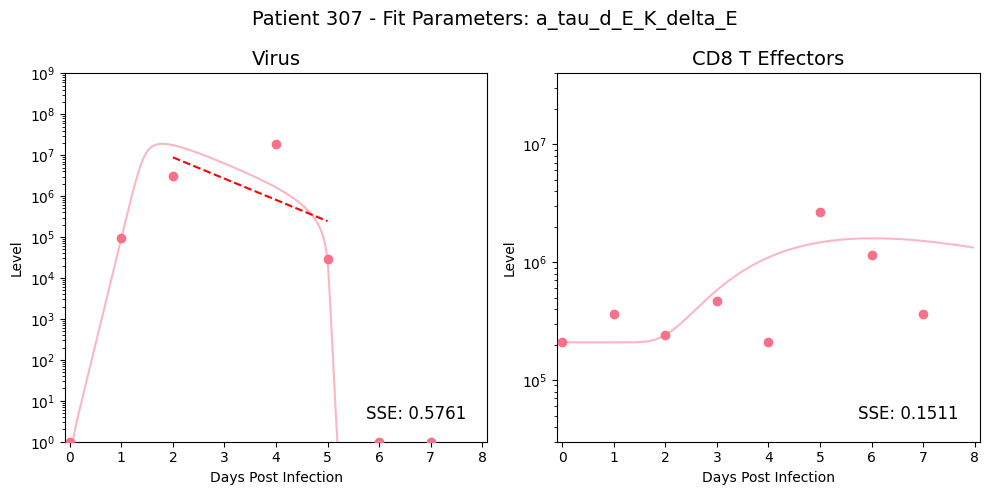 Patient 307 - Fit Parameters: a_tau_d_E_K_delta_E
Virus
CD8 T Effectors
10^9
10^8
10^7
10^6
10^5
10^4
10^3
10^2
10^1
10^0
Level
SSE: 0.5761
0 1 2 3 4 5 6 7 8
Days Post Infection
10^7
10^6
10^5
Level
SSE: 0.1511
0 1 2 3 4 5 6 7 8
Days Post Infection